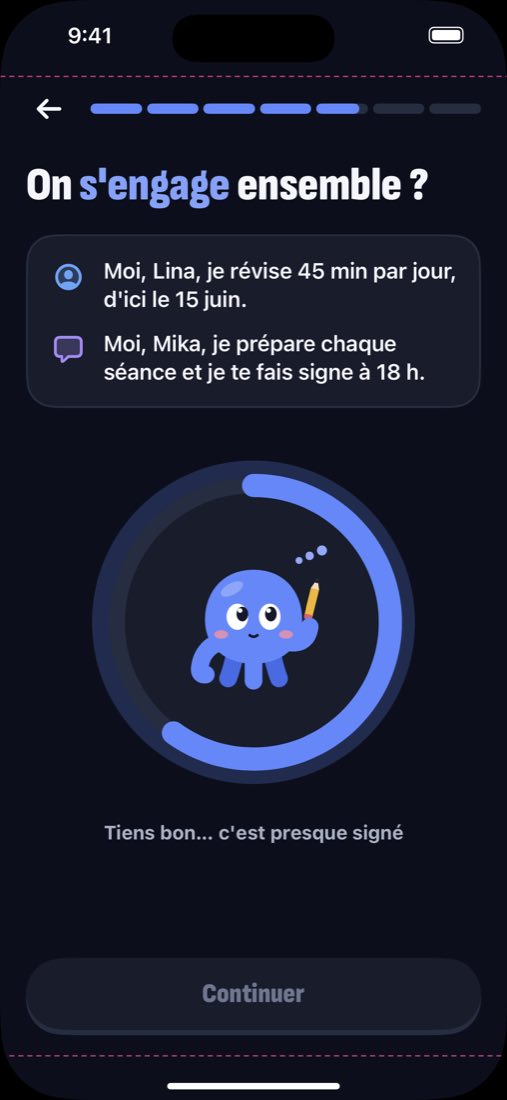 9:41
On s'engage ensemble ?
Moi, Lina, je révise 45 min par jour,
d'ici le 15 juin.
Moi, Mika, je prépare chaque
séance et je te fais signe à 18 h.
Tiens bon... c'est presque signé
Continuer